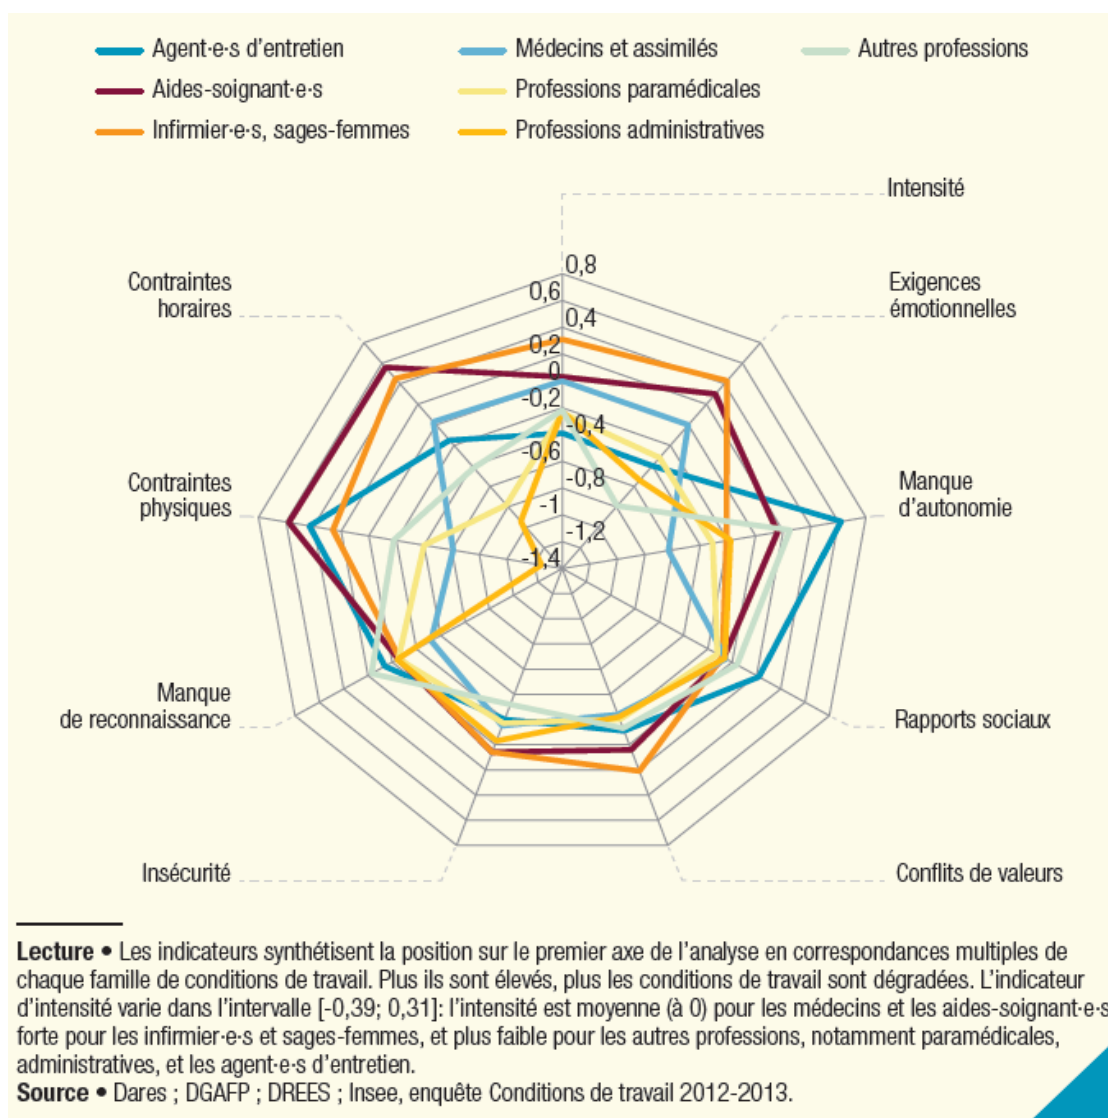 Agent·e·s d'entretien
Médecins et assimilés
Autres professions
Aides-soignant·e·s
Professions paramédicales
Infirmier·e·s, sages-femmes
Professions administratives
Intensité
Contraintes
horaires
Exigences
émotionnelles
0,8
0,6
0,4
0,2
0
-0,2
-0,4
-0,6
-0,8
-1
-1,2
-1,4
Contraintes
physiques
Manque
d'autonomie
Manque
de reconnaissance
Rapports sociaux
Insécurité
Conflits de valeurs
Lecture • Les indicateurs synthétisent la position sur le premier axe de l'analyse en correspondances multiples de
chaque famille de conditions de travail. Plus ils sont élevés, plus les conditions de travail sont dégradées. L'indicateur
d'intensité varie dans l'intervalle [-0,39; 0,31]: l'intensité est moyenne (à 0) pour les médecins et les aides-soignant·e·s
forte pour les infirmier·e·s et sages-femmes, et plus faible pour les autres professions, notamment paramédicales,
administratives, et les agent·e·s d'entretien.
Source • Dares ; DGAFP ; DREES ; Insee, enquête Conditions de travail 2012-2013.